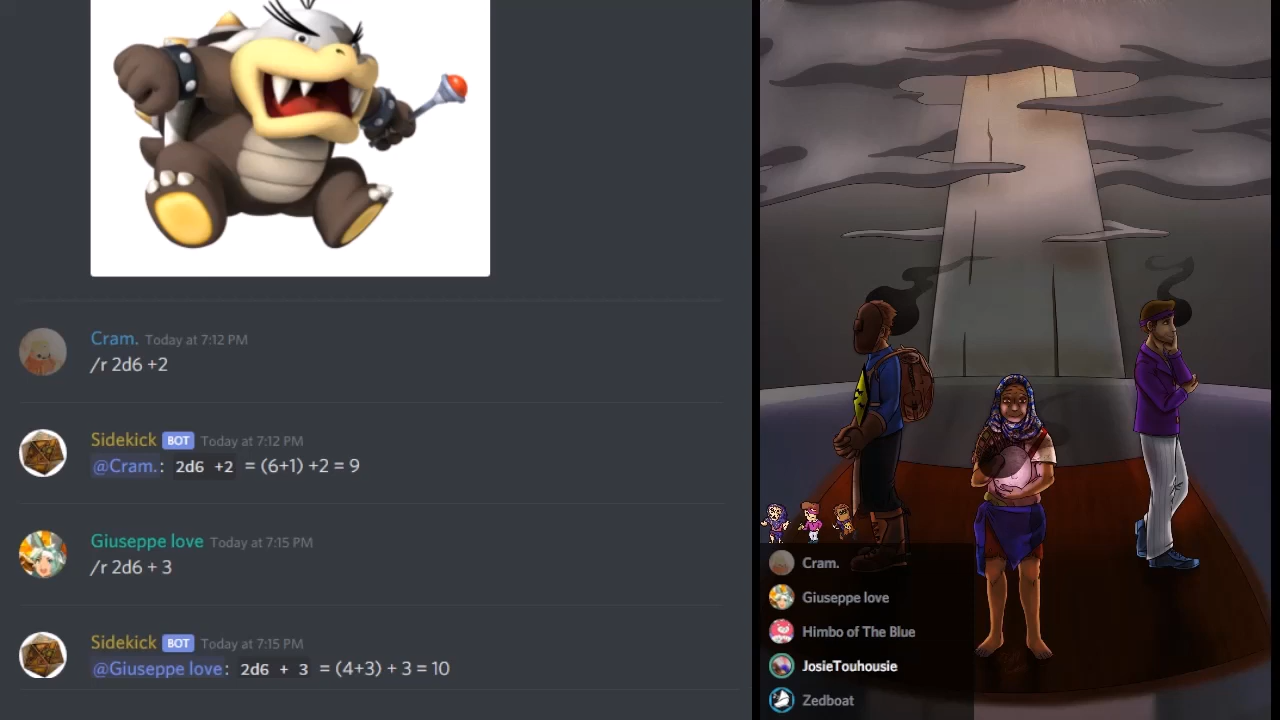 Cram. Today at 7:12 PM
/r 2d6 +2
Sidekick BOT Today at 7:12 PM
@Cram.: 2d6 +2 = (6+1) +2 = 9
Giuseppe love Today at 7:15 PM
/r 2d6 + 3
Sidekick BOT Today at 7:15 PM
@Giuseppe love: 2d6 + 3 = (4+3) + 3 = 10
Cram.
Giuseppe love
Himbo of The Blue
JosieTouhousie
Zedboat